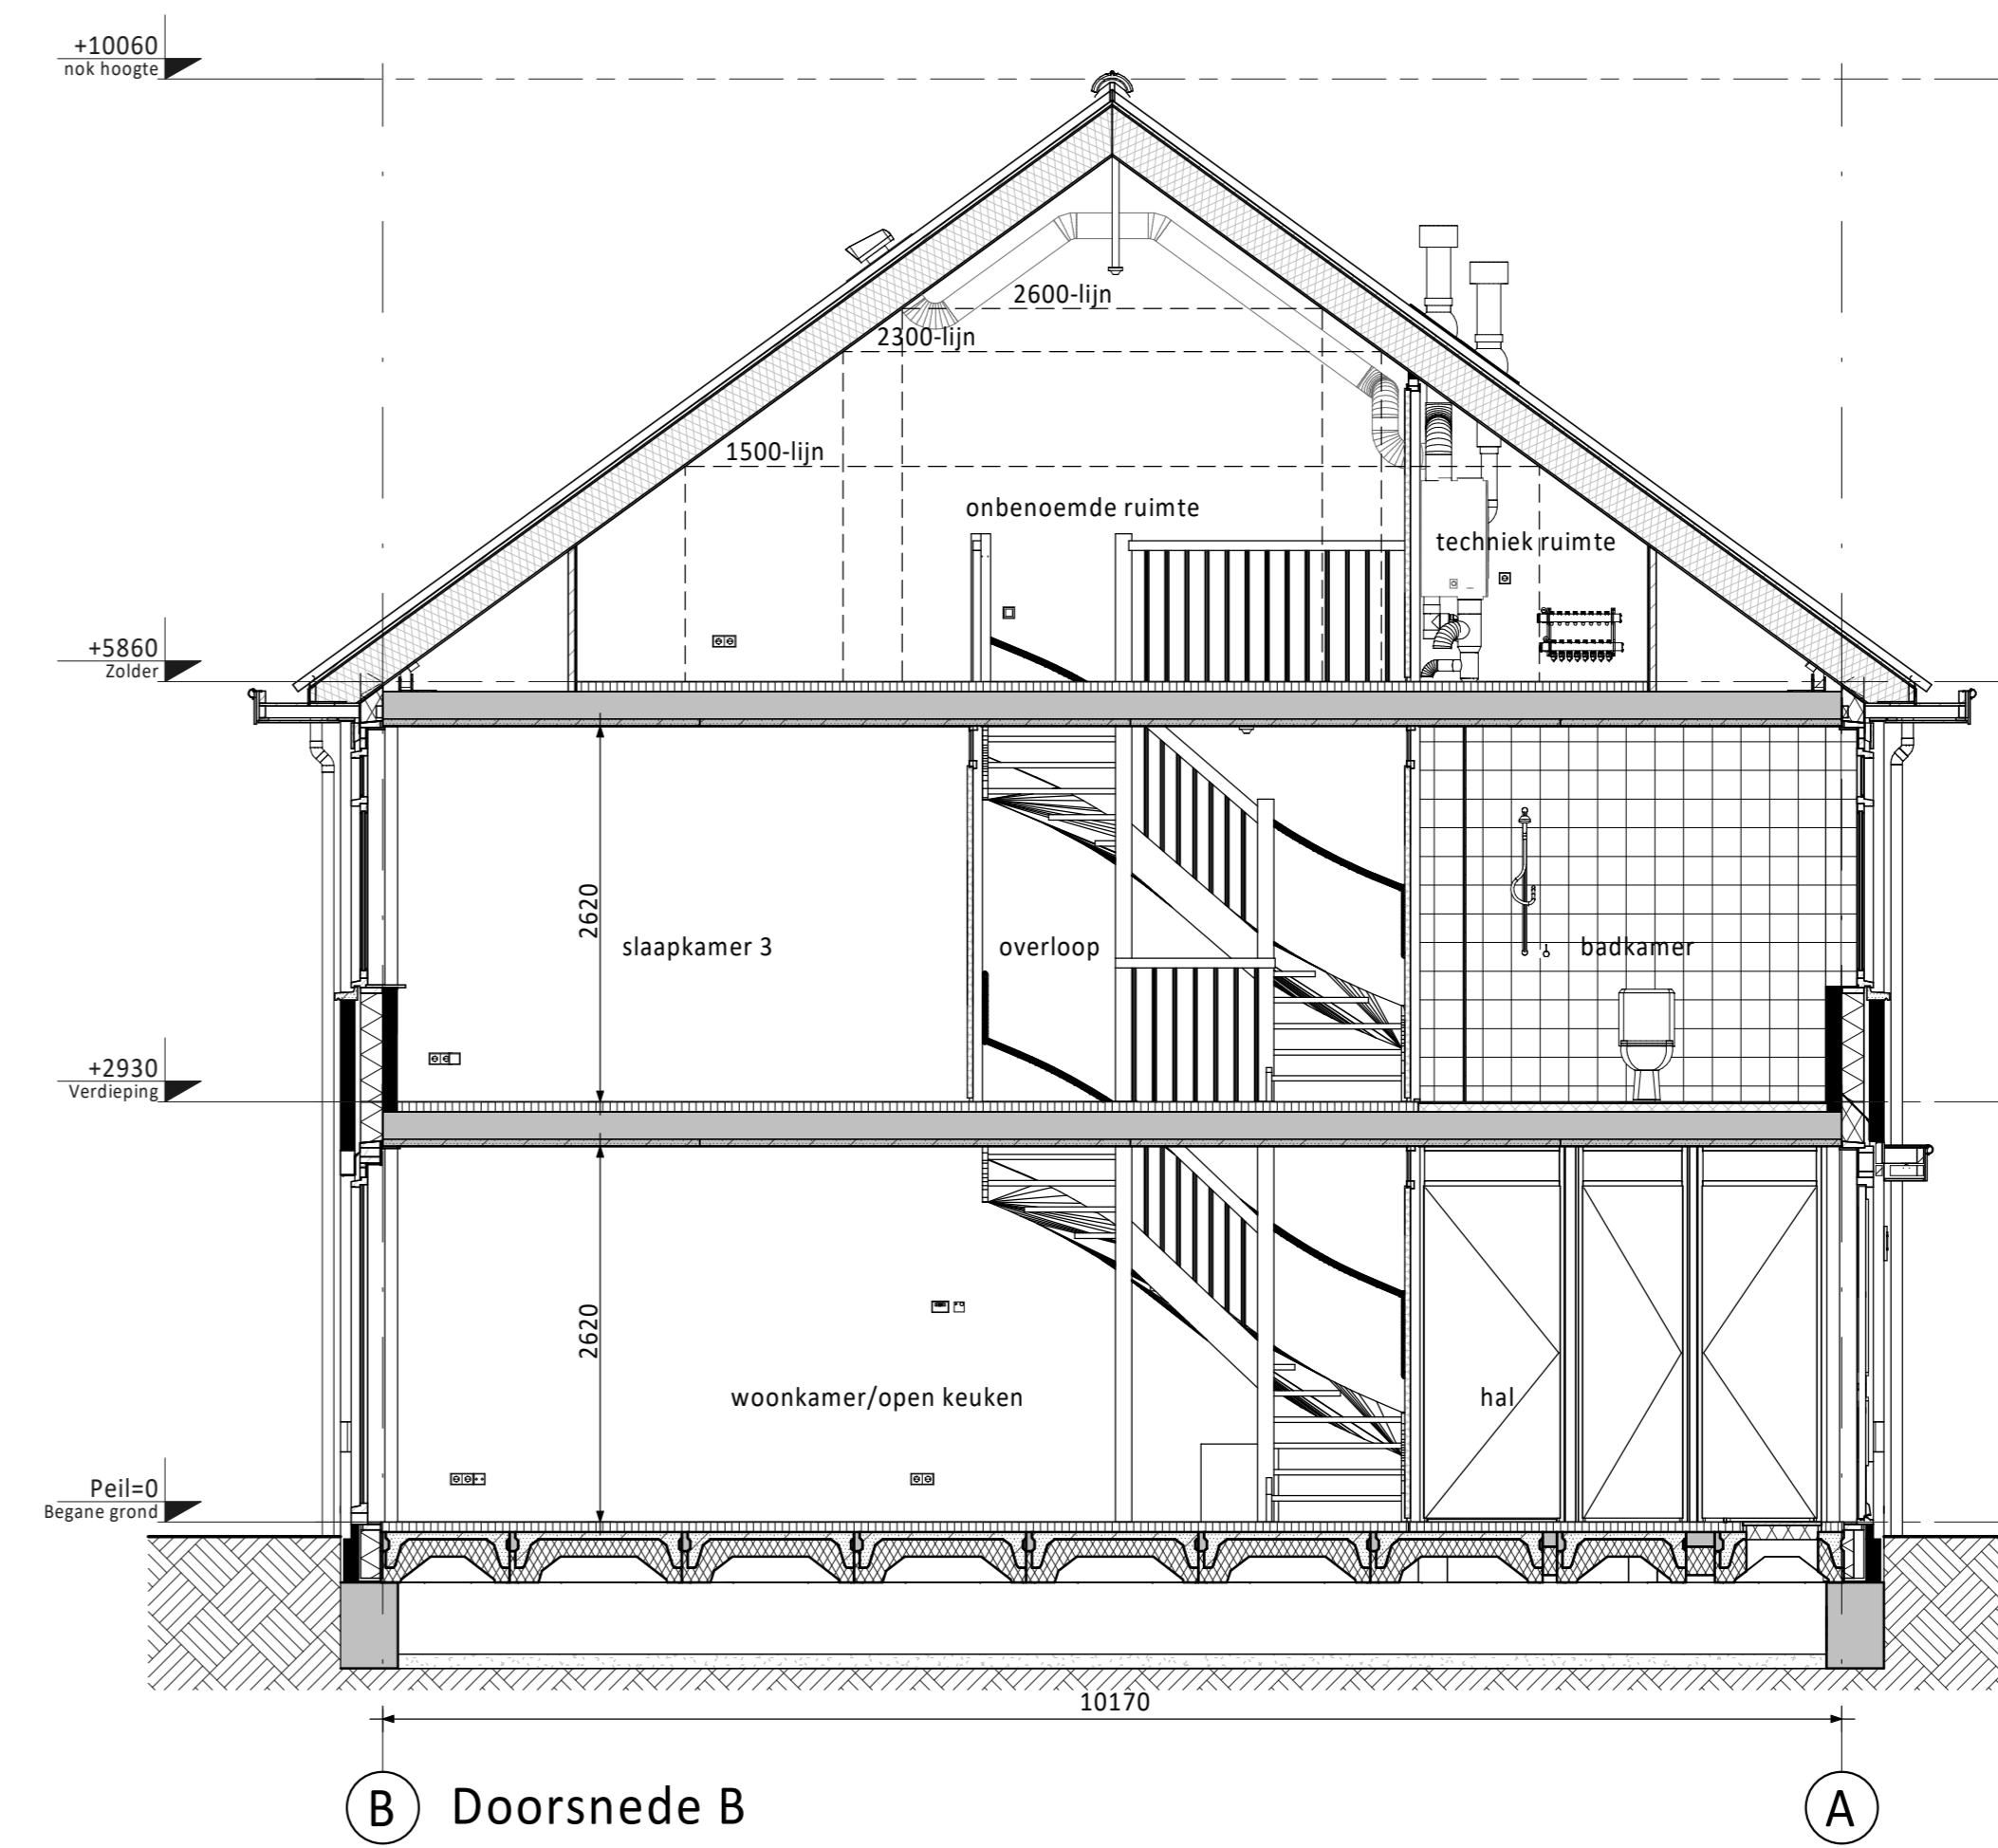 +10060
nok hoogte
2600-lijn
2300-lijn
1500-lijn
onbenoemde ruimte
techniek ruimte
+5860
Zolder
2620
slaapkamer 3
overloop
badkamer
+2930
Verdieping
2620
woonkamer/open keuken
hal
Peil=0
Begane grond
10170
B
Doorsnede B
A